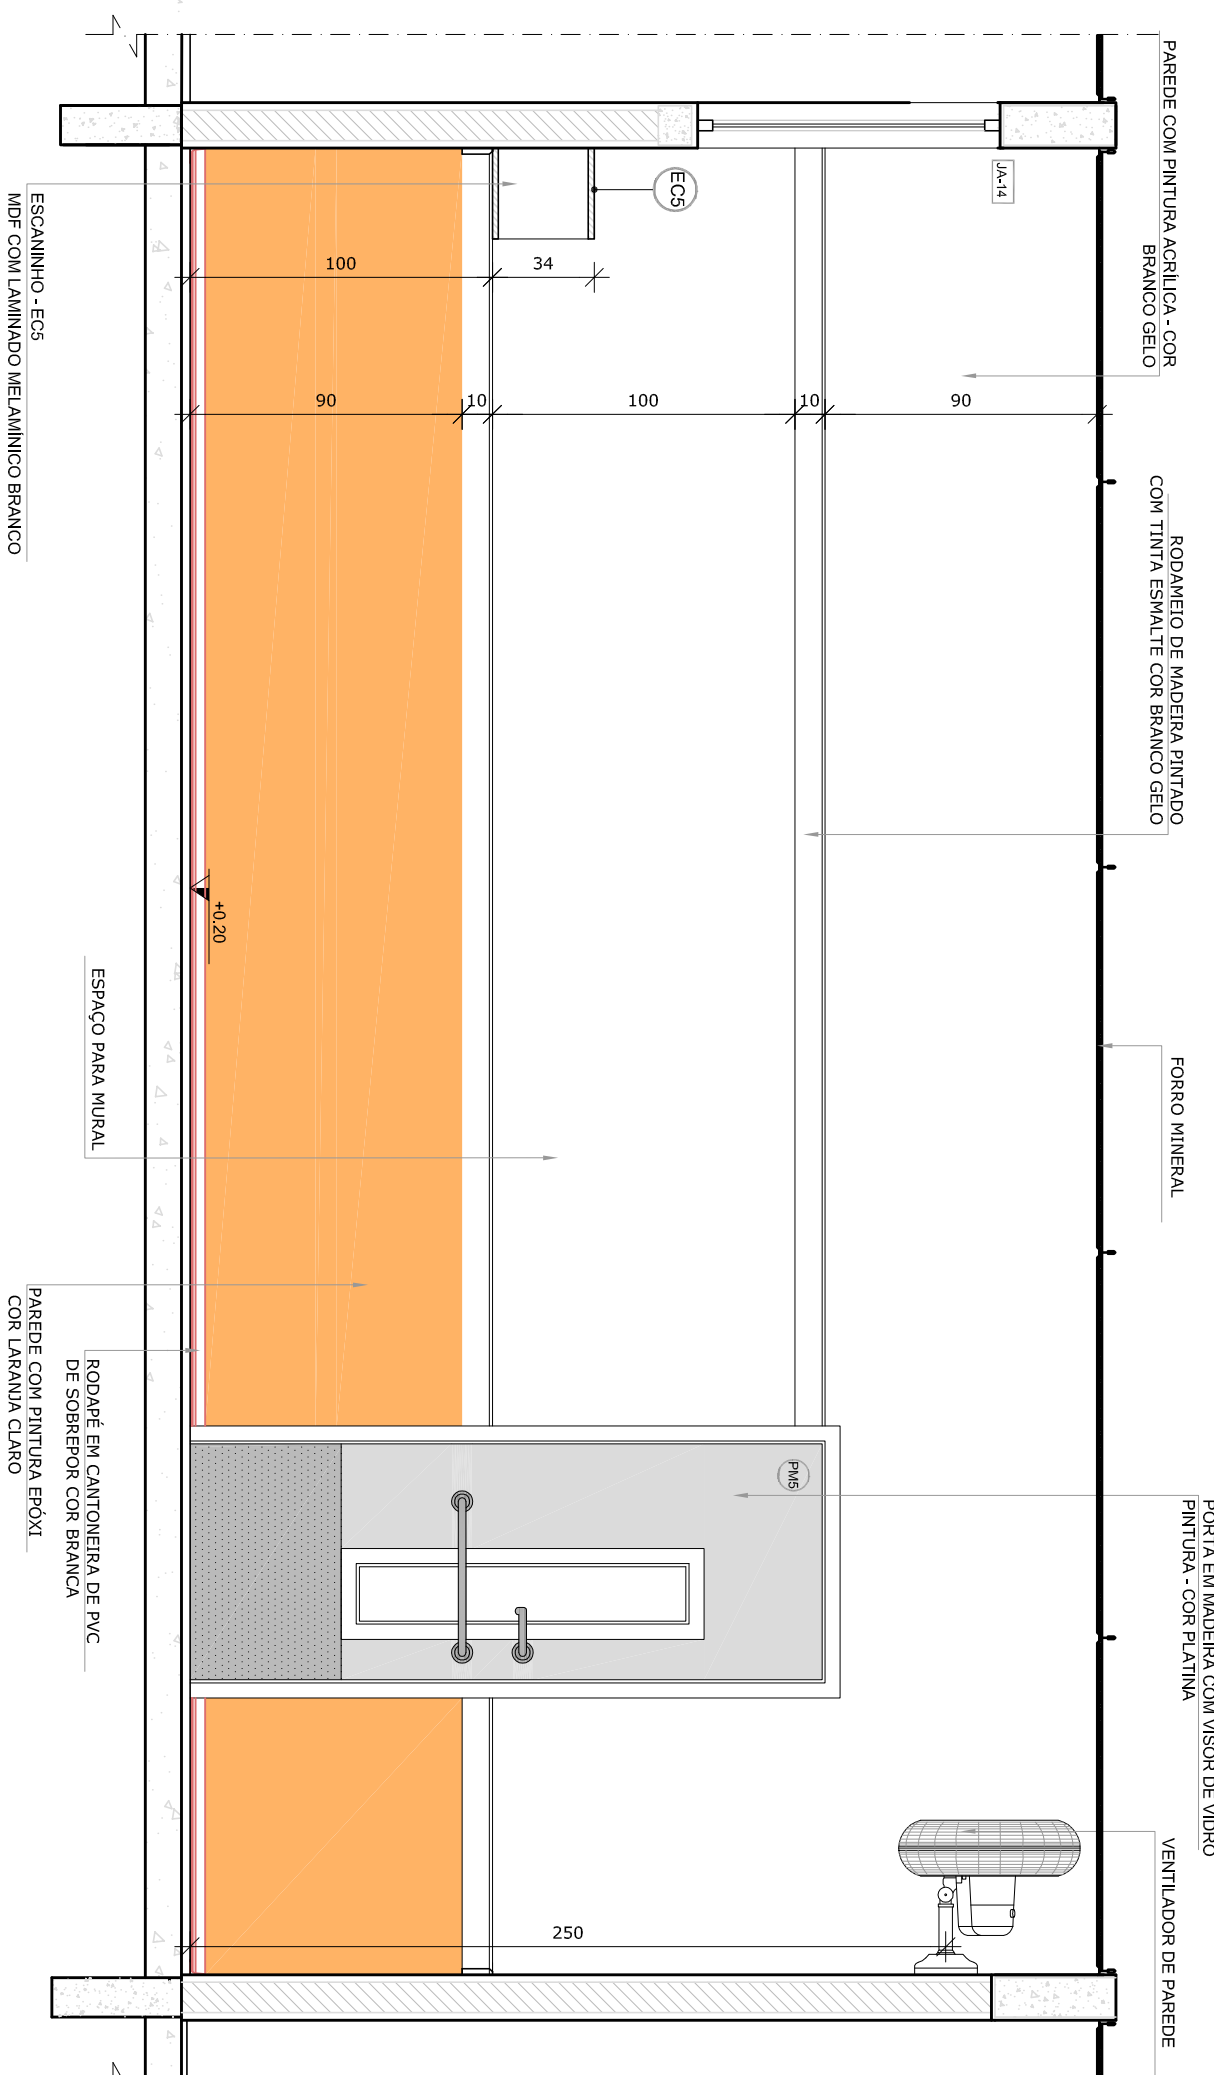 PAREDE COM PINTURA ACRÍLICA - COR
BRANCO GELO
RODAMEIO DE MADEIRA PINTADO
COM TINTA ESMALTE COR BRANCO GELO
FORRO MINERAL
PORTA EM MADEIRA COM VISOR DE VIDRO
PINTURA - COR PLATINA
VENTILADOR DE PAREDE
JA-14
EC5
PM5
34
100
90
10
100
10
90
250
+0.20
ESCANINHO - EC5
MDF COM LAMINADO MELAMÍNICO BRANCO
ESPAÇO PARA MURAL
PAREDE COM PINTURA EPÓXI
COR LARANJA CLARO
RODAPÉ EM CANTONEIRA DE PVC
DE SOBREPOR COR BRANCA